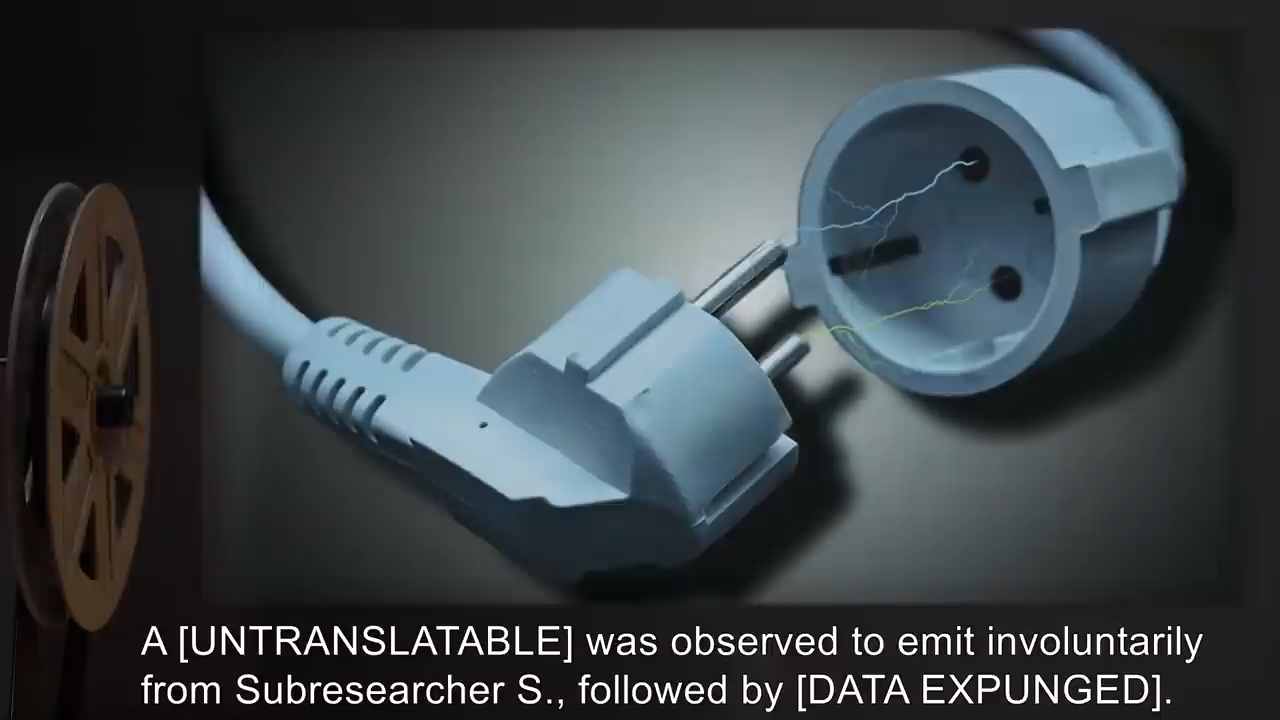 A [UNTRANSLATABLE] was observed to emit involuntarily
from Subresearcher S., followed by [DATA EXPUNGED].